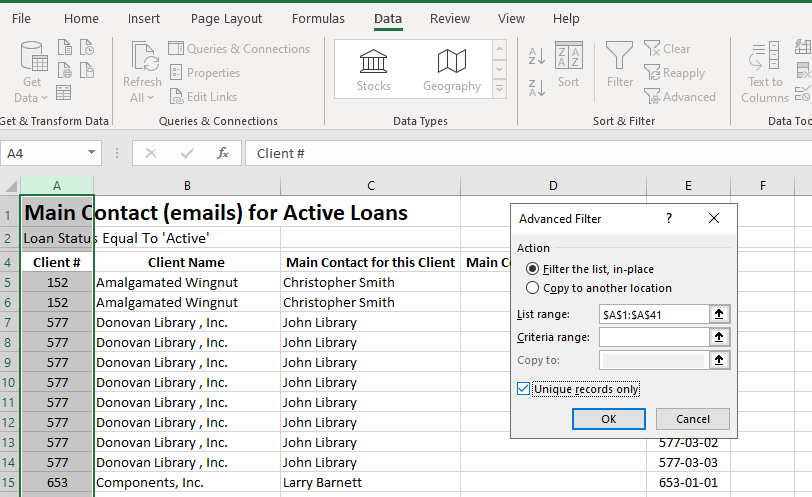 File Home Insert Page Layout Formulas Data Review View Help
Get Data
Refresh All
Queries & Connections
Properties
Edit Links
Stocks Geography
Sort
Filter
Clear
Reapply
Advanced
Text to Columns
Get & Transform Data Queries & Connections Data Types Sort & Filter Data Too
A4 fx Client #
A B C D E F
1 Main Contact (emails) for Active Loans
2 Loan Status Equal To 'Active'
4 Client # Client Name Main Contact for this Client Main Co
5 152 Amalgamated Wingnut Christopher Smith
6 152 Amalgamated Wingnut Christopher Smith
7 577 Donovan Library , Inc. John Library
8 577 Donovan Library , Inc. John Library
9 577 Donovan Library , Inc. John Library
10 577 Donovan Library , Inc. John Library
11 577 Donovan Library , Inc. John Library
12 577 Donovan Library , Inc. John Library
13 577 Donovan Library , Inc. John Library 577-03-02
14 577 Donovan Library , Inc. John Library 577-03-03
15 653 Components, Inc. Larry Barnett 653-01-01
Advanced Filter ?
Action
Filter the list, in-place
Copy to another location
List range: $A$1:$A$41
Criteria range:
Copy to:
Unique records only
OK Cancel